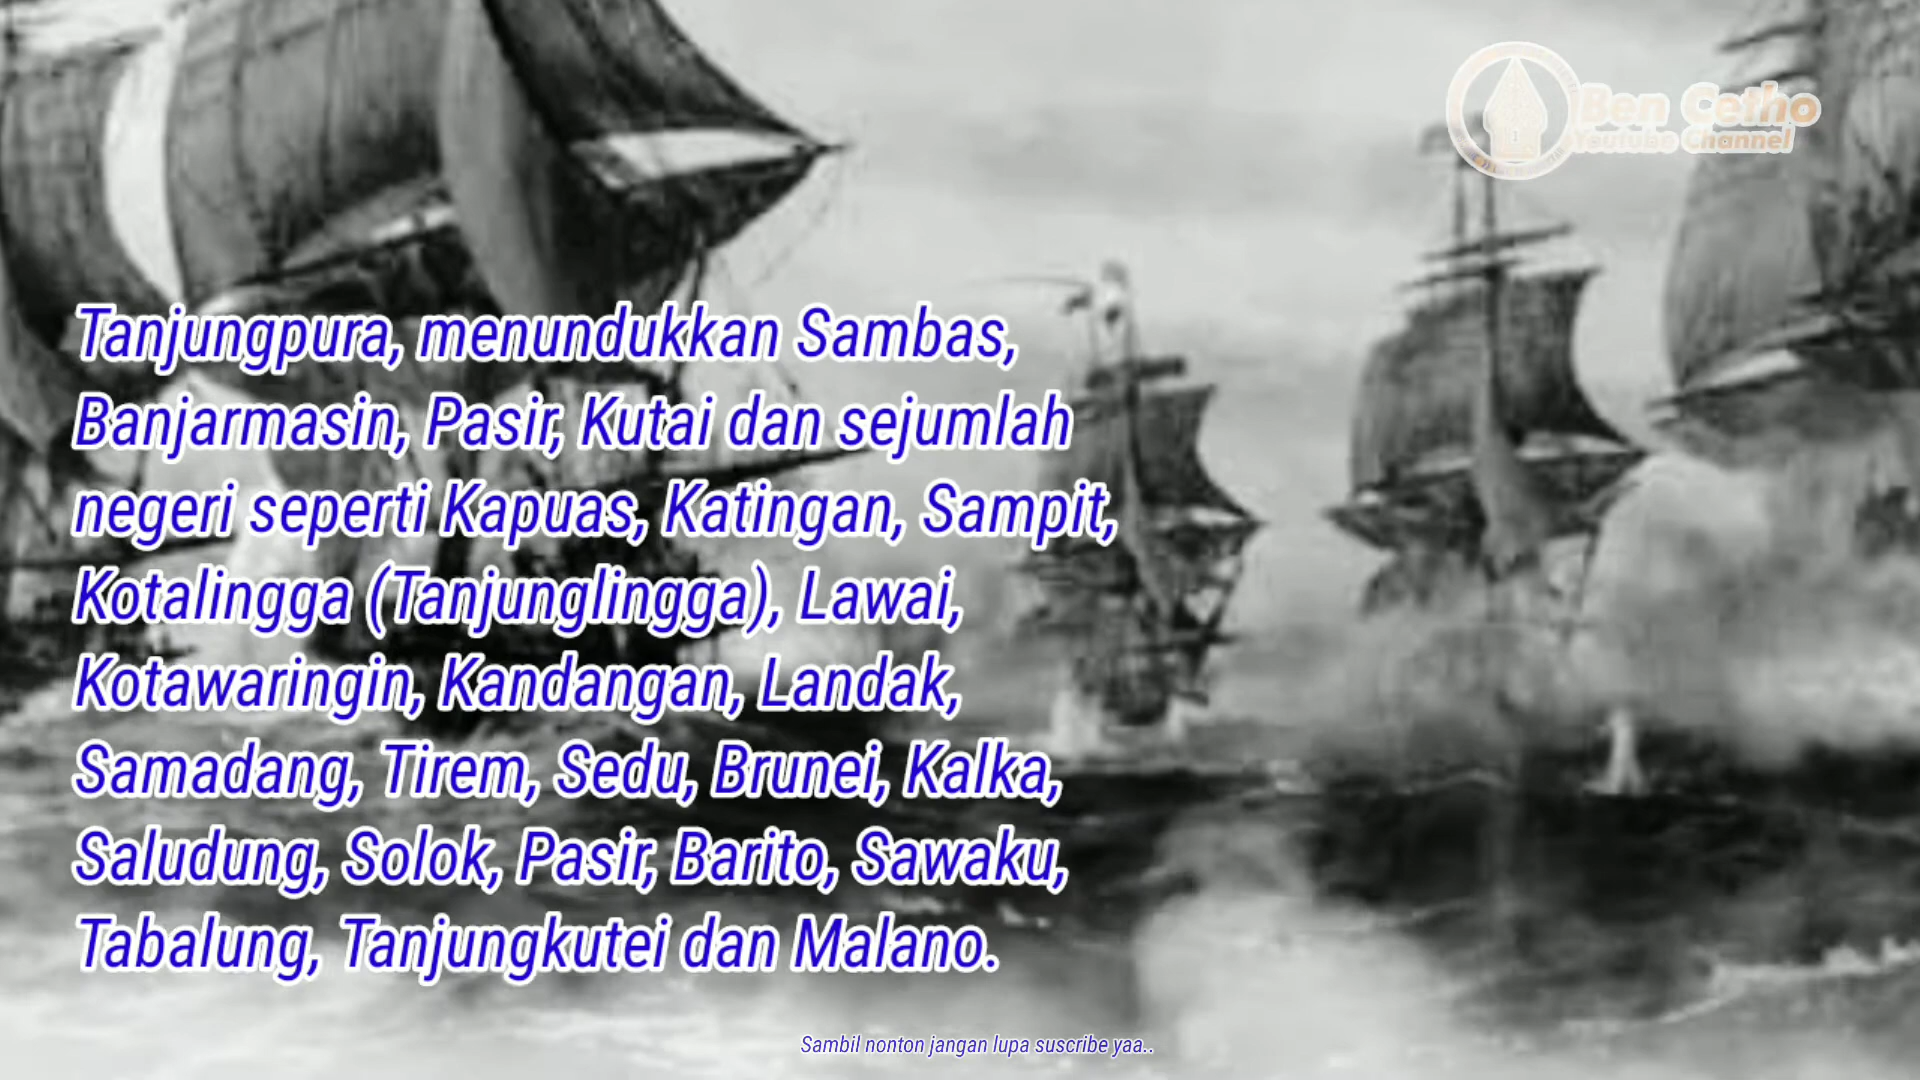 Ben Cetho
Youtube Channel
Tanjungpura, menundukkan Sambas,
Banjarmasin, Pasir, Kutai dan sejumlah
negeri seperti Kapuas, Katingan, Sampit,
Kotalingga (Tanjunglingga), Lawai,
Kotawaringin, Kandangan, Landak,
Samadang, Tirem, Sedu, Brunei, Kalka,
Saludung, Solok, Pasir, Barito, Sawaku,
Tabalung, Tanjungkutei dan Malano.
Sambil nonton jangan lupa suscribe yaa..